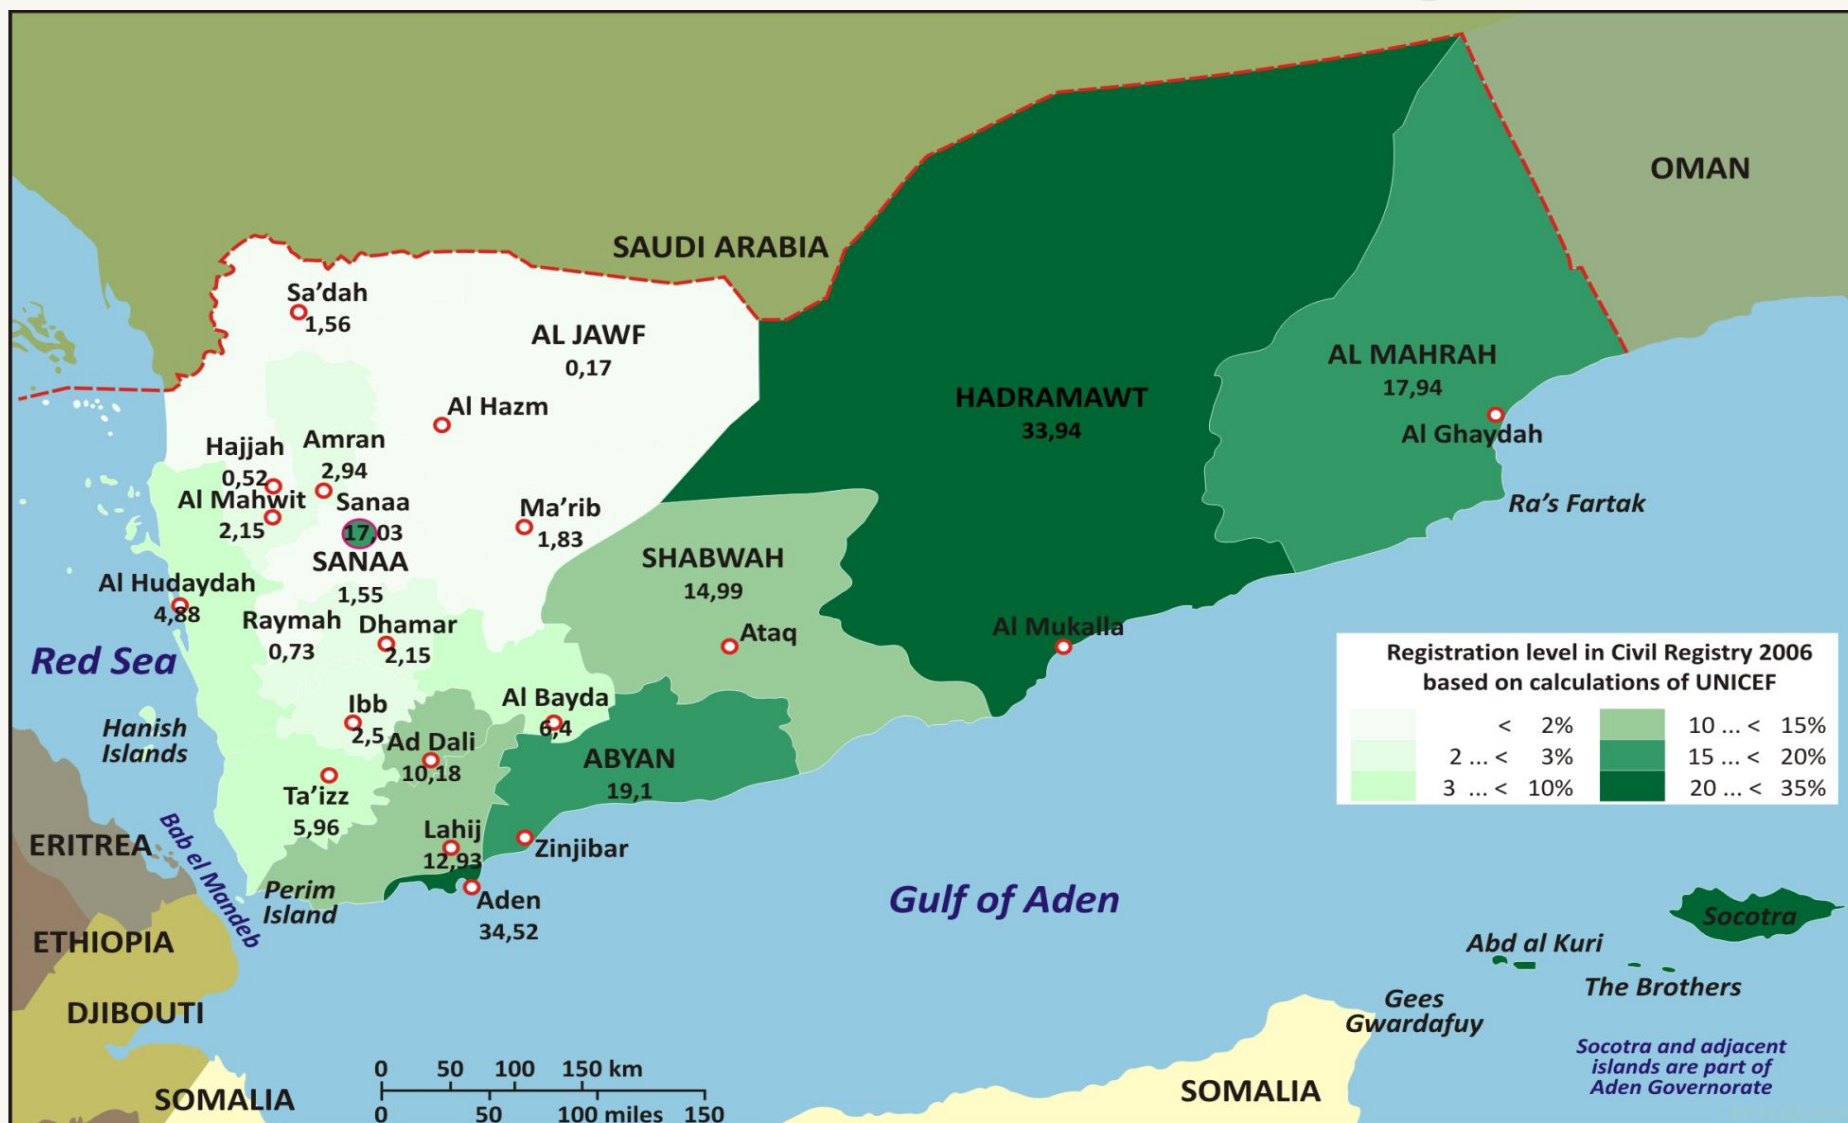 SAUDI ARABIA
OMAN
Sa’dah
1,56
AL JAWF
0,17
Al Hazm
Hajjah
0,52
Amran
2,94
Al Mahwit
2,15
Sanaa
17,03
SANAA
1,55
Ma’rib
1,83
HADRAMAWT
33,94
AL MAHRAH
17,94
Al Ghaydah
Ra’s Fartak
SHABWAH
14,99
Ataq
Al Mukalla
Al Hudaydah
4,88
Raymah
0,73
Dhamar
2,15
Red Sea
Hanish
Islands
Ibb
2,5
Al Bayda
6,4
Ad Dali
10,18
ABYAN
19,1
Ta’izz
5,96
Lahij
12,93
Zinjibar
Aden
34,52
Perim
Island
Bab el Mandeb
ERITREA
ETHIOPIA
DJIBOUTI
SOMALIA
Gulf of Aden
Registration level in Civil Registry 2006
based on calculations of UNICEF
< 2%
2 ... < 3%
3 ... < 10%
10 ... < 15%
15 ... < 20%
20 ... < 35%
Socotra
Abd al Kuri
The Brothers
Gees
Gwardafuy
SOMALIA
Socotra and adjacent
islands are part of
Aden Governorate
0 50 100 150 km
0 50 100 miles 150